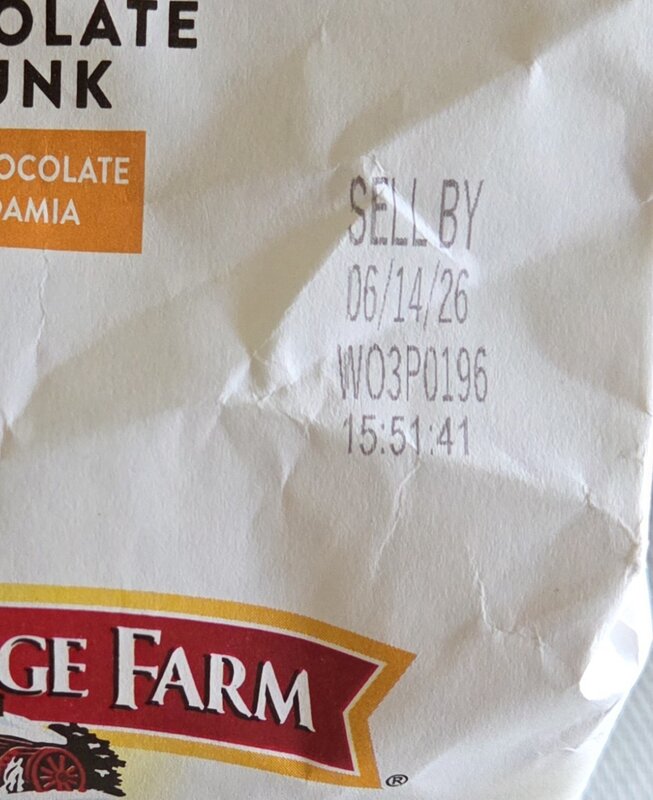 OLATE
UNK
OCOLATE
DAMIA
SELL BY
06/14/26
W03P0196
15:51:41
GE FARM
®